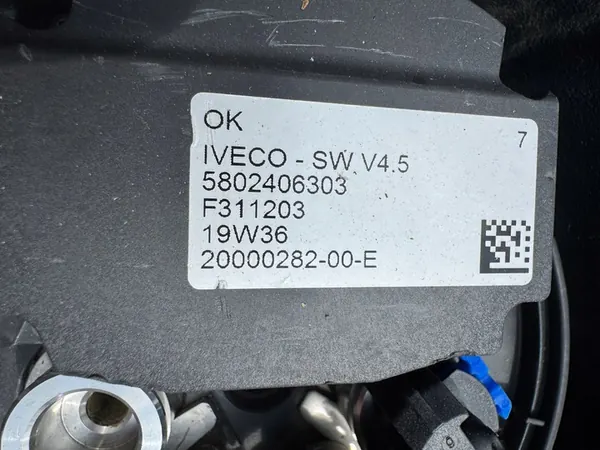 OK
7
IVECO - SW V4.5
5802406303
F311203
19W36
20000282-00-E